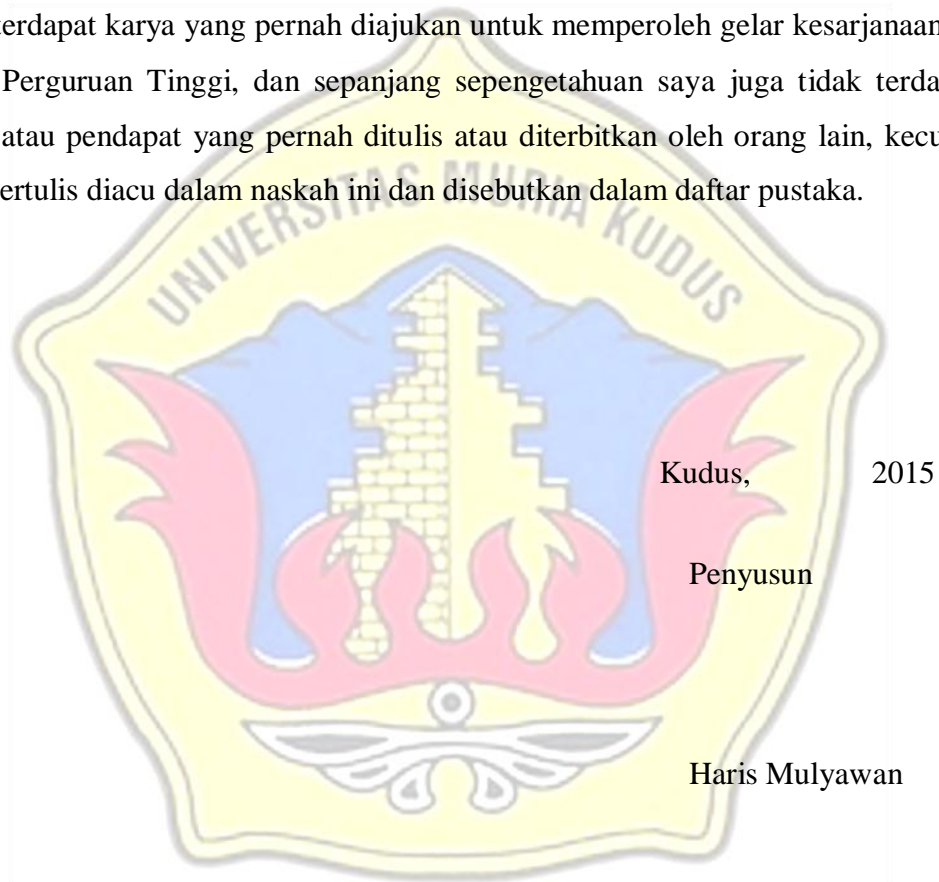 terdapat karya yang pernah diajukan untuk memperoleh gelar kesarjanaan
Perguruan Tinggi, dan sepanjang sepengetahuan saya juga tidak terda
atau pendapat yang pernah ditulis atau diterbitkan oleh orang lain, kecu
ertulis diacu dalam naskah ini dan disebutkan dalam daftar pustaka.
UNIVERSITAS MURIA KUDUS
Kudus, 2015
Penyusun
Haris Mulyawan